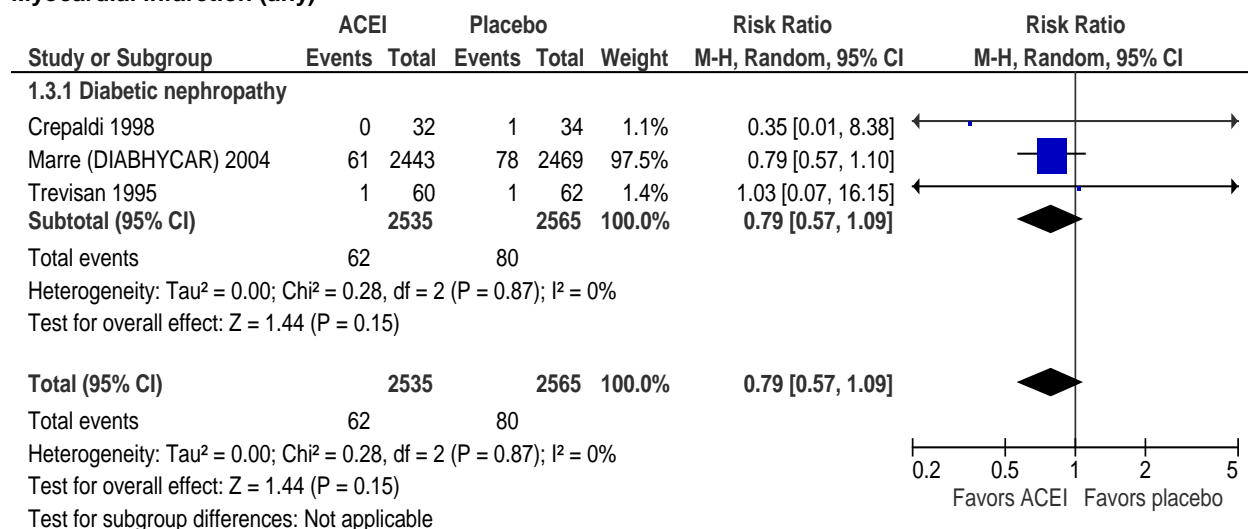 Myocardial infarction (any)
ACEI Placebo Risk Ratio Risk Ratio
Study or Subgroup Events Total Events Total Weight M-H, Random, 95% CI M-H, Random, 95% CI
1.3.1 Diabetic nephropathy
Crepaldi 1998 0 32 1 34 1.1% 0.35 [0.01, 8.38]
Marre (DIABHYCAR) 2004 61 2443 78 2469 97.5% 0.79 [0.57, 1.10]
Trevisan 1995 1 60 1 62 1.4% 1.03 [0.07, 16.15]
Subtotal (95% CI) 2535 2565 100.0% 0.79 [0.57, 1.09]
Total events 62 80
Heterogeneity: Tau² = 0.00; Chi² = 0.28, df = 2 (P = 0.87); I² = 0%
Test for overall effect: Z = 1.44 (P = 0.15)
Total (95% CI) 2535 2565 100.0% 0.79 [0.57, 1.09]
Total events 62 80
Heterogeneity: Tau² = 0.00; Chi² = 0.28, df = 2 (P = 0.87); I² = 0%
Test for overall effect: Z = 1.44 (P = 0.15)
Test for subgroup differences: Not applicable
0.2 0.5 1 2 5
Favors ACEI Favors placebo